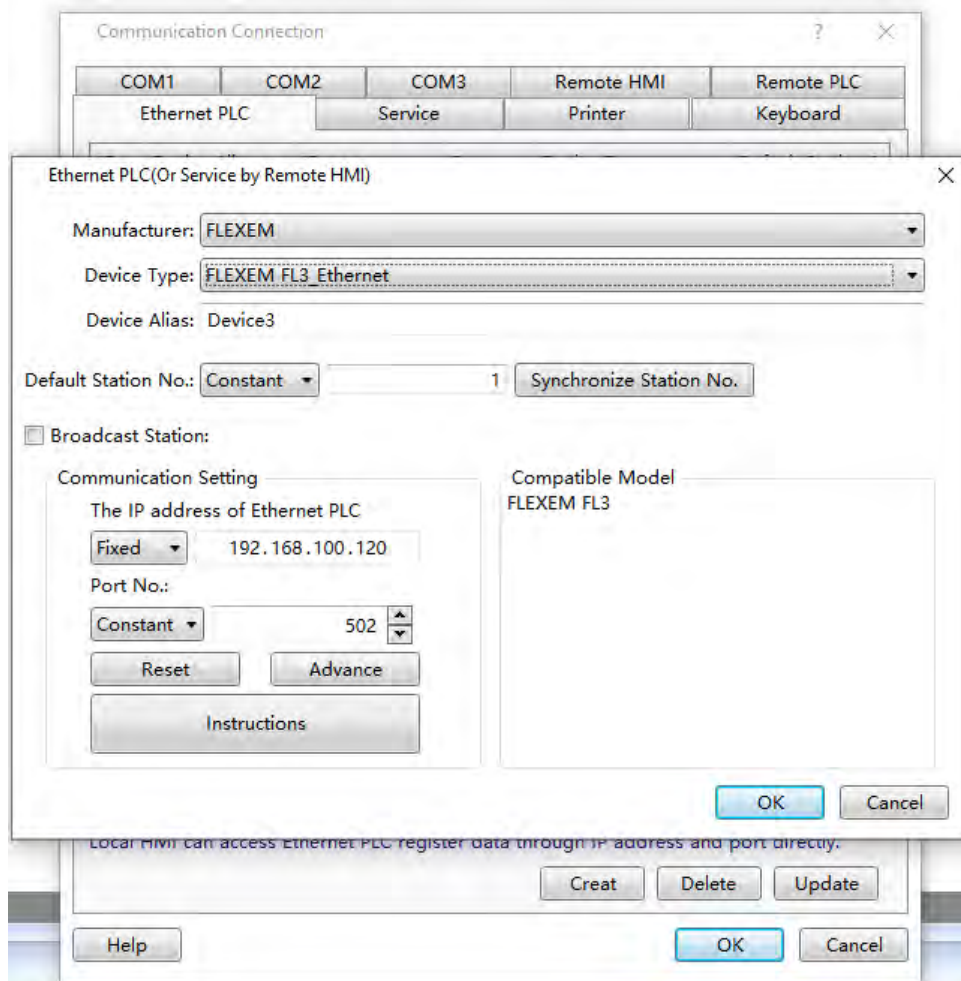 Communication Connection ?
COM1 COM2 COM3 Remote HMI Remote PLC
Ethernet PLC Service Printer Keyboard
Ethernet PLC(Or Service by Remote HMI)
Manufacturer: FLEXEM
Device Type: FLEXEM FL3_Ethernet
Device Alias: Device3
Default Station No.: Constant 1 Synchronize Station No.
Broadcast Station:
Communication Setting
The IP address of Ethernet PLC
Fixed 192.168.100.120
Port No.:
Constant 502
Reset Advance
Instructions
Compatible Model
FLEXEM FL3
OK Cancel
Local HMI can access Ethernet PLC register data through IP address and port directly.
Creat Delete Update
Help OK Cancel